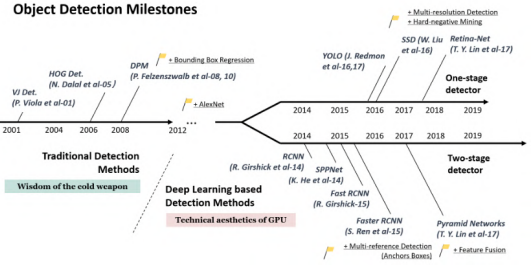 Object Detection Milestones
+ Multi-resolution Detection
+ Hard-negative Mining
+ Bounding Box Regression
DPM
(P. Felzenszwalb et al-08, 10)
HOG Det.
(N. Dalal et al-05)
VJ Det.
(P. Viola et al-01)
+ AlexNet
YOLO (J. Redmon
et al-16,17)
SSD (W. Liu
et al-16)
Retina-Net
(T. Y. Lin et al-17)
One-stage
detector
2014 2015 2016 2017 2018 2019
2001 2004 2006 2008 2012 ...
2014 2015 2016 2017 2018 2019
Two-stage
detector
Traditional Detection
Methods
Wisdom of the cold weapon
Deep Learning based
Detection Methods
Technical aesthetics of GPU
RCNN
(R. Girshick et al-14)
SPPNet
(K. He et al-14)
Fast RCNN
(R. Girshick-15)
Faster RCNN
(S. Ren et al-15)
Pyramid Networks
(T. Y. Lin et al-17)
+ Multi-reference Detection
(Anchors Boxes)
+ Feature Fusion